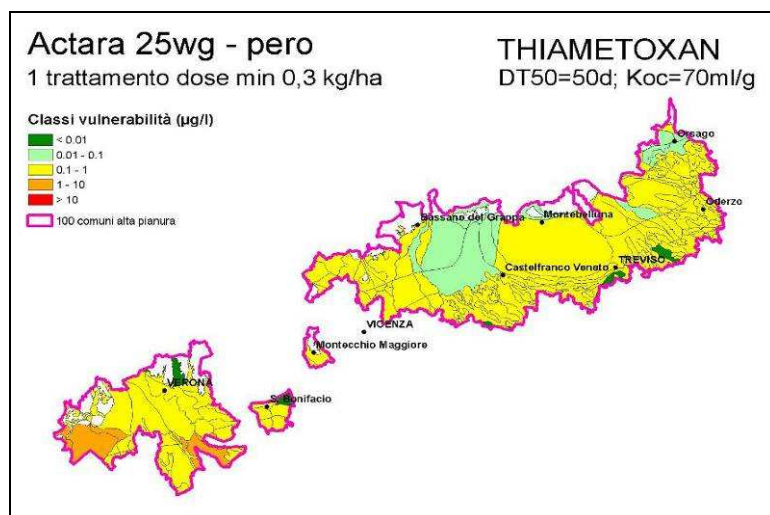 Actara 25wg - pero
1 trattamento dose min 0,3 kg/ha
THIAMETOXAN
DT50=50d; Koc=70ml/g
Classi vulnerabilità (µg/l)
< 0.01
0.01 - 0.1
0.1 - 1
1 - 10
> 10
100 comuni alta pianura
Orsago
Oderzo
Bassano del Grappa
Montebelluna
TREVISO
Castelfranco Veneto
VICENZA
Montecchio Maggiore
VERONA
S. Bonifacio